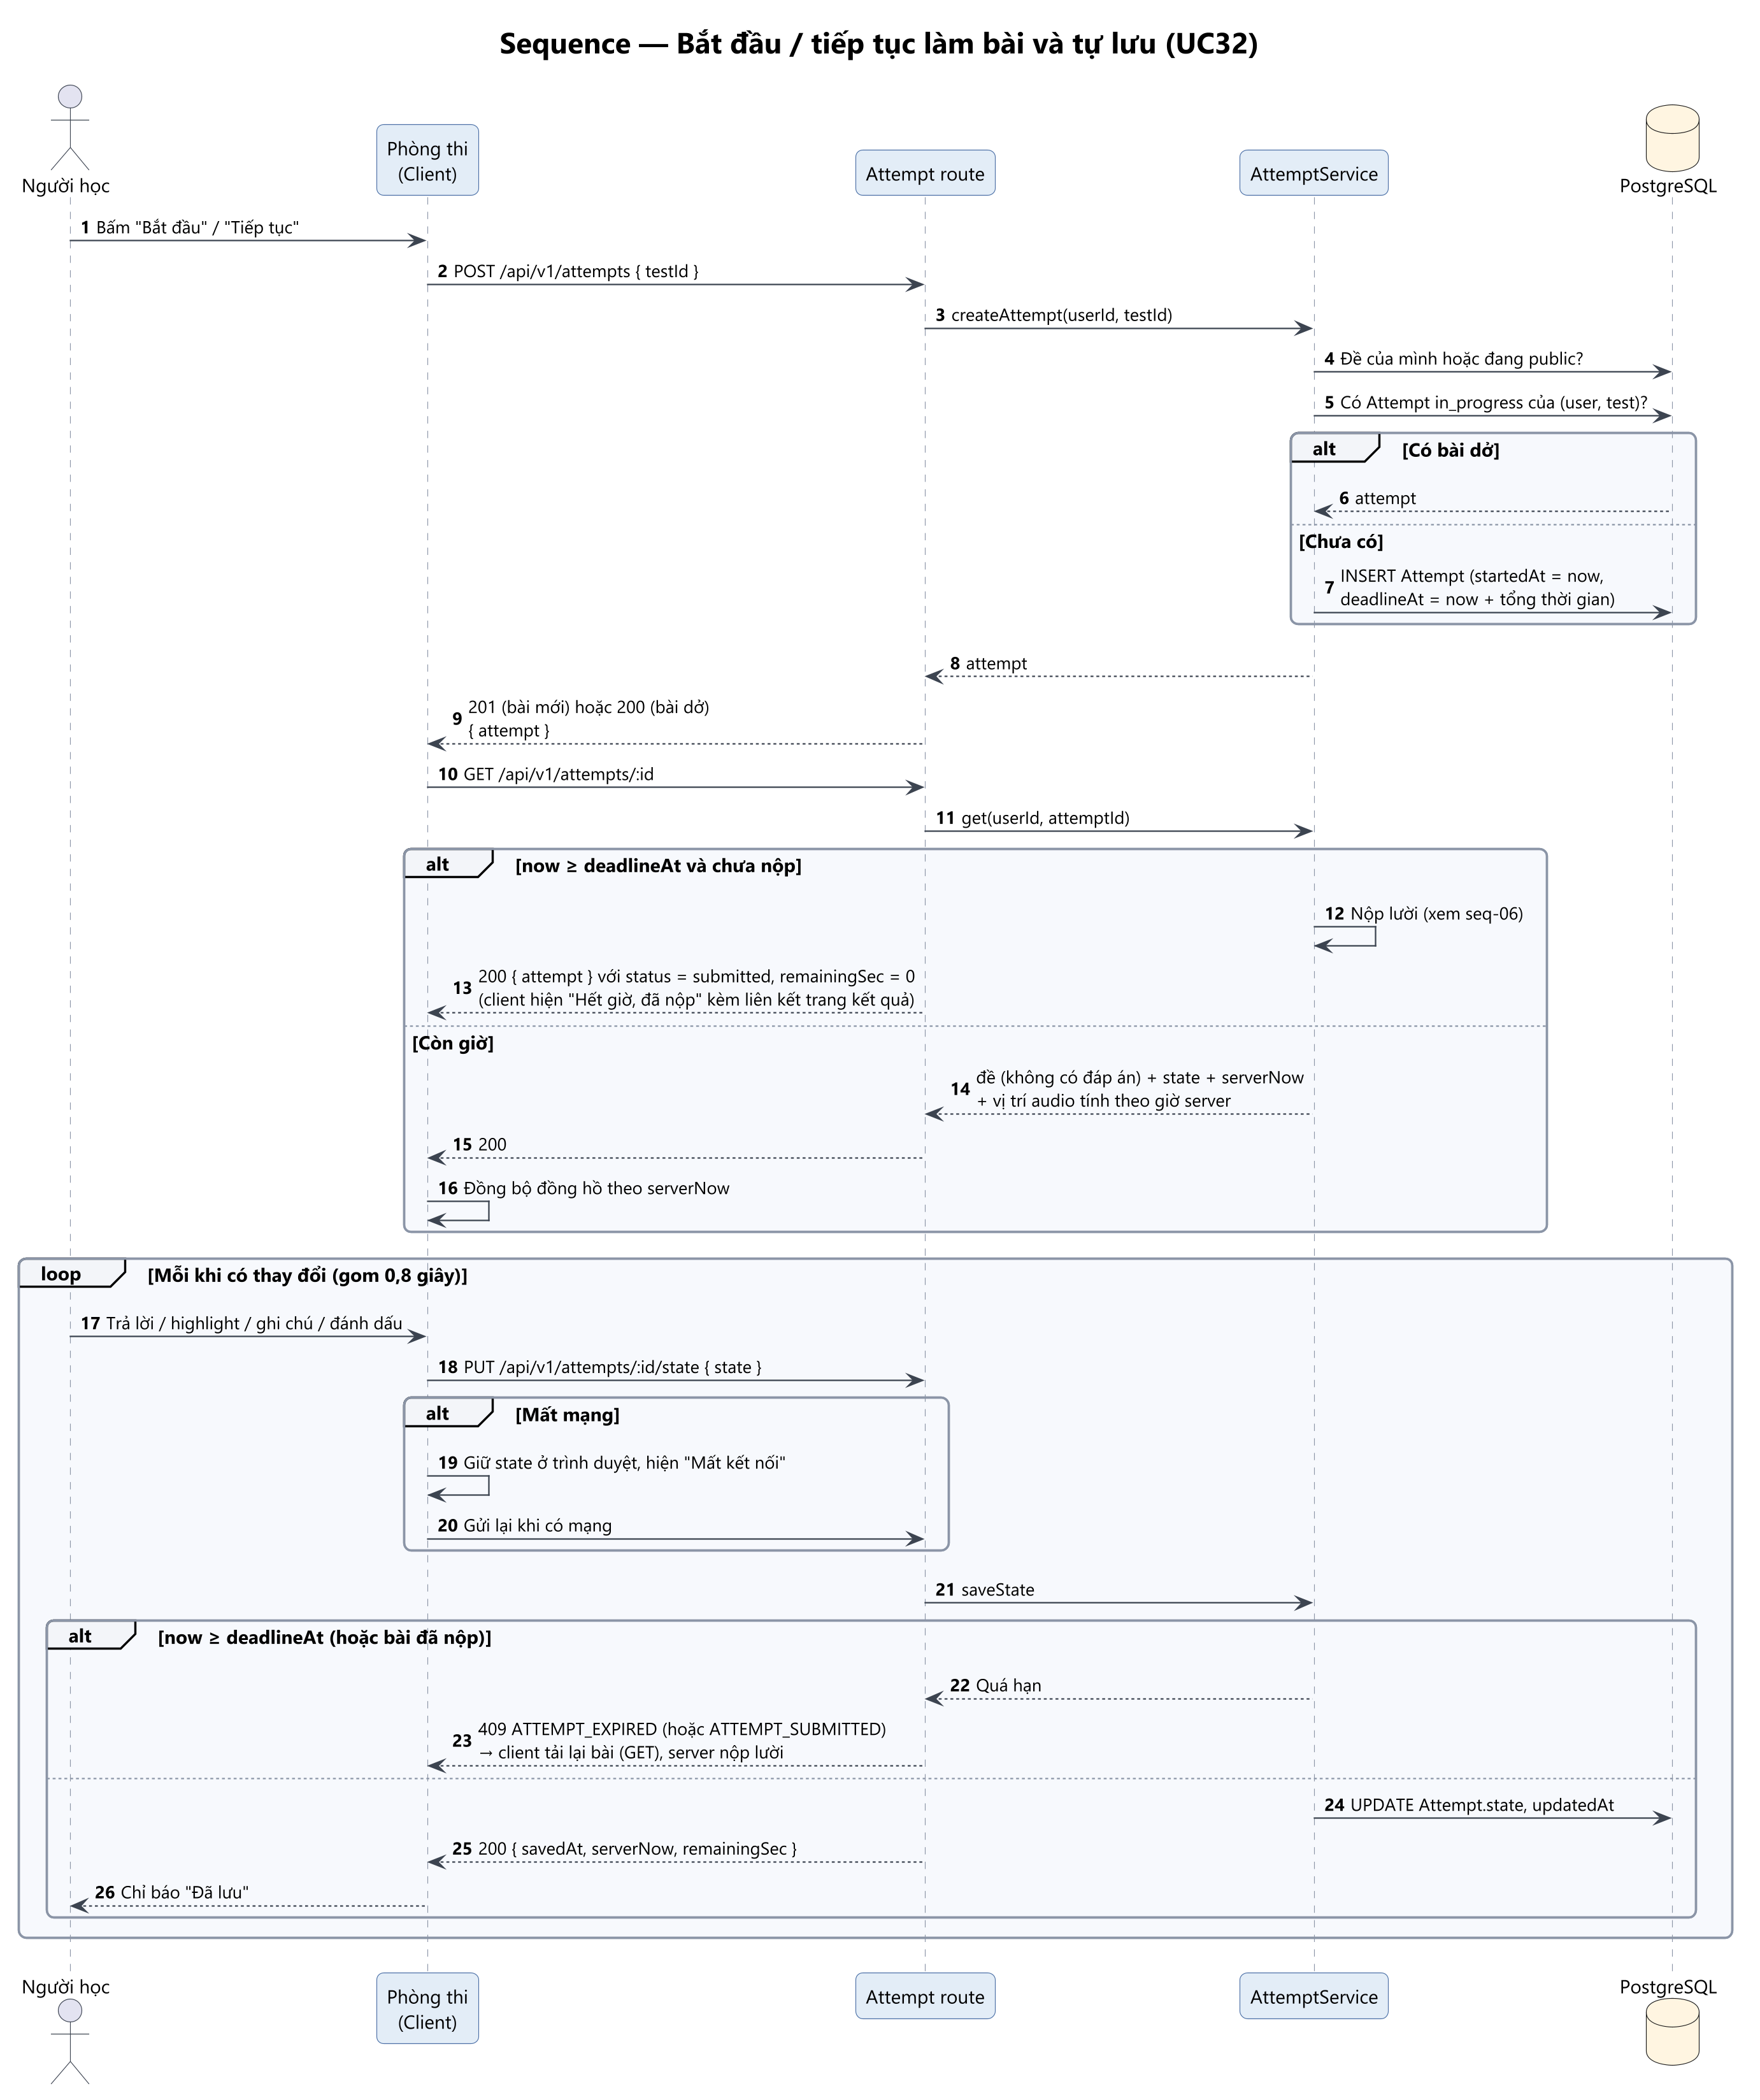 Sequence — Bắt đầu / tiếp tục làm bài và tự lưu (UC32)
Người học
Phòng thi
(Client)
Attempt route
AttemptService
PostgreSQL
1 Bấm "Bắt đầu" / "Tiếp tục"
2 POST /api/v1/attempts { testId }
3 createAttempt(userId, testId)
4 Đề của mình hoặc đang public?
5 Có Attempt in_progress của (user, test)?
alt [Có bài dở]
6 attempt
[Chưa có]
7 INSERT Attempt (startedAt = now,
deadlineAt = now + tổng thời gian)
8 attempt
9 201 (bài mới) hoặc 200 (bài dở)
{ attempt }
10 GET /api/v1/attempts/:id
11 get(userId, attemptId)
alt [now ≥ deadlineAt và chưa nộp]
12 Nộp lười (xem seq-06)
13 200 { attempt } với status = submitted, remainingSec = 0
(client hiện "Hết giờ, đã nộp" kèm liên kết trang kết quả)
[Còn giờ]
14 đề (không có đáp án) + state + serverNow
+ vị trí audio tính theo giờ server
15 200
16 Đồng bộ đồng hồ theo serverNow
loop [Mỗi khi có thay đổi (gom 0,8 giây)]
17 Trả lời / highlight / ghi chú / đánh dấu
18 PUT /api/v1/attempts/:id/state { state }
alt [Mất mạng]
19 Giữ state ở trình duyệt, hiện "Mất kết nối"
20 Gửi lại khi có mạng
21 saveState
alt [now ≥ deadlineAt (hoặc bài đã nộp)]
22 Quá hạn
23 409 ATTEMPT_EXPIRED (hoặc ATTEMPT_SUBMITTED)
→ client tải lại bài (GET), server nộp lười
24 UPDATE Attempt.state, updatedAt
25 200 { savedAt, serverNow, remainingSec }
26 Chỉ báo "Đã lưu"
Người học
Phòng thi
(Client)
Attempt route
AttemptService
PostgreSQL